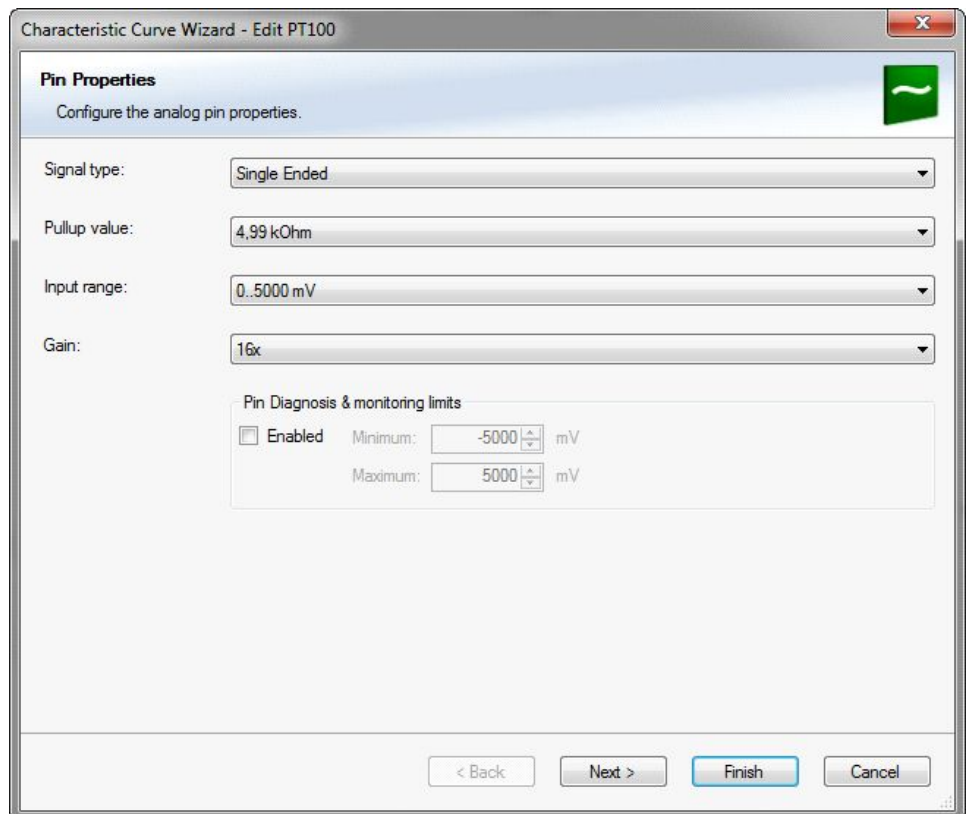 Characteristic Curve Wizard - Edit PT100
Pin Properties
Configure the analog pin properties.
Signal type: Single Ended
Pullup value: 4,99 kOhm
Input range: 0..5000 mV
Gain: 16x
Pin Diagnosis & monitoring limits
Enabled Minimum: -5000 mV
Maximum: 5000 mV
< Back Next > Finish Cancel